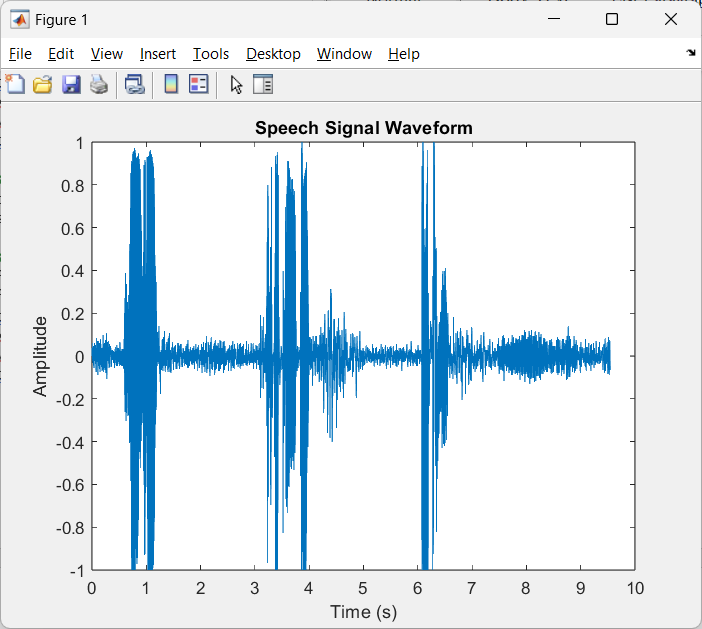 Figure 1
File Edit View Insert Tools Desktop Window Help
Speech Signal Waveform
1
0.8
0.6
0.4
0.2
0
-0.2
-0.4
-0.6
-0.8
-1
Amplitude
0 1 2 3 4 5 6 7 8 9 10
Time (s)